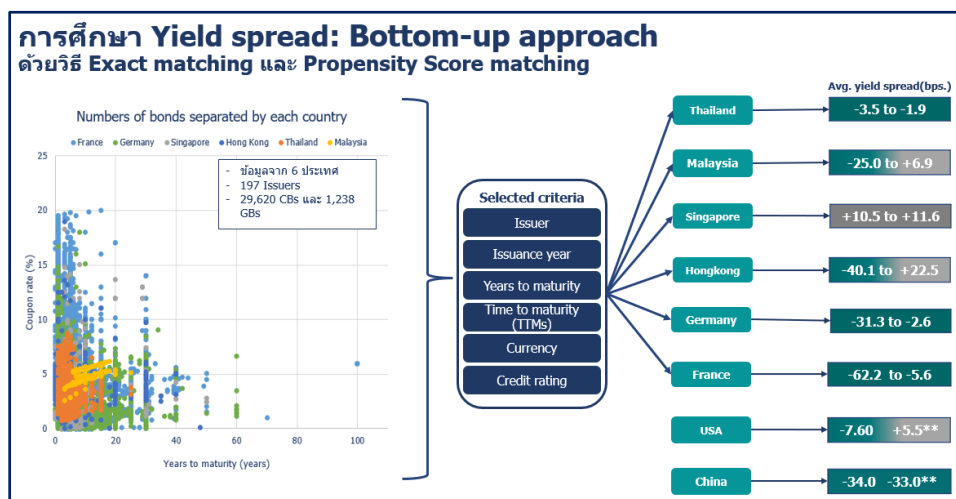 การศึกษา Yield spread: Bottom-up approach
ด้วยวิธี Exact matching และ Propensity Score matching
Numbers of bonds separated by each country
France Germany Singapore Hong Kong Thailand Malaysia
- ข้อมูลจาก 6 ประเทศ
- 197 Issuers
- 29,620 CBs และ 1,238
GBs
Coupon rate (%)
25
20
15
10
5
0
0 20 40 60 80 100
Years to maturity (years)
Selected criteria
Issuer
Issuance year
Years to maturity
Time to maturity
(TTMs)
Currency
Credit rating
Avg. yield spread(bps.)
Thailand -3.5 to -1.9
Malaysia -25.0 to +6.9
Singapore +10.5 to +11.6
Hongkong -40.1 to +22.5
Germany -31.3 to -2.6
France -62.2 to -5.6
USA -7.60 +5.5**
China -34.0 -33.0**